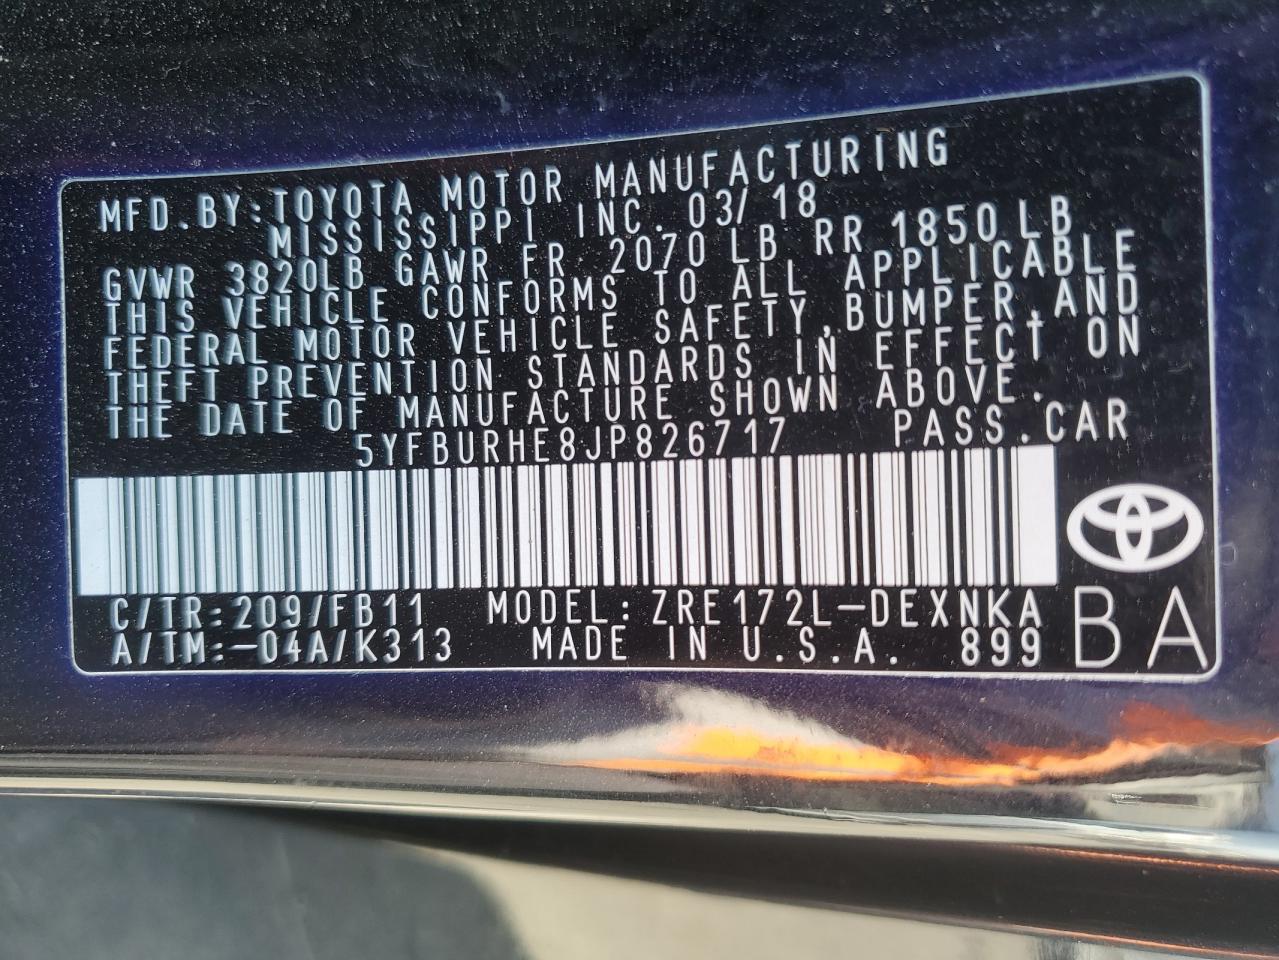 MFD.BY:TOYOTA MOTOR MANUFACTURING
MISSISSIPPI INC. 03/18
GVWR 3820LB GAWR FR 2070 LB RR 1850 LB
THIS VEHICLE CONFORMS TO ALL APPLICABLE
FEDERAL MOTOR VEHICLE SAFETY,BUMPER,AND
THEFT PREVENTION STANDARDS IN EFFECT ON
THE DATE OF MANUFACTURE SHOWN ABOVE.
5YFBURHE8JP826717 PASS.CAR
C/TR:209/FB11 MODEL:ZRE172L-DEXNKA
A/TM:-04A/K313 MADE IN U.S.A. 899
BA